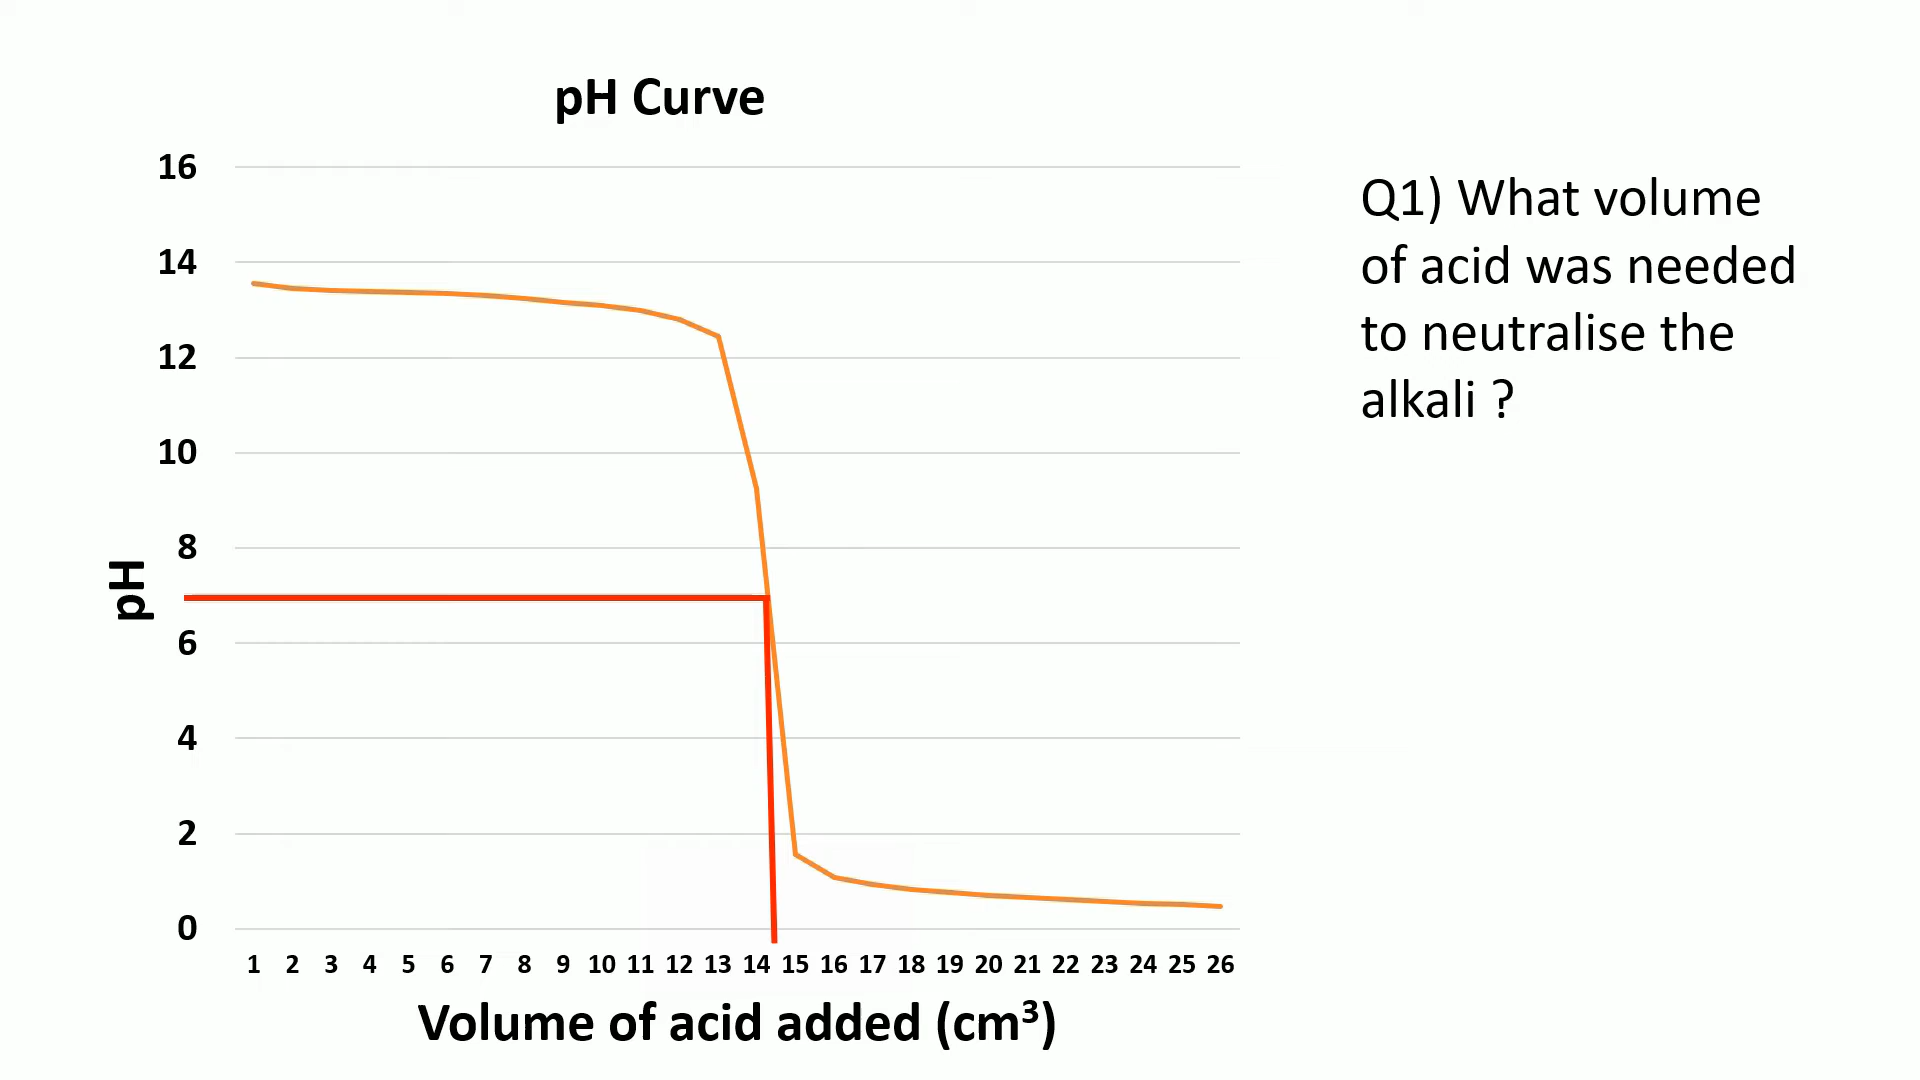 pH Curve
16
14
12
10
8
6
4
2
0
pH
1 2 3 4 5 6 7 8 9 10 11 12 13 14 15 16 17 18 19 20 21 22 23 24 25 26
Volume of acid added (cm³)
Q1) What volume
of acid was needed
to neutralise the
alkali ?